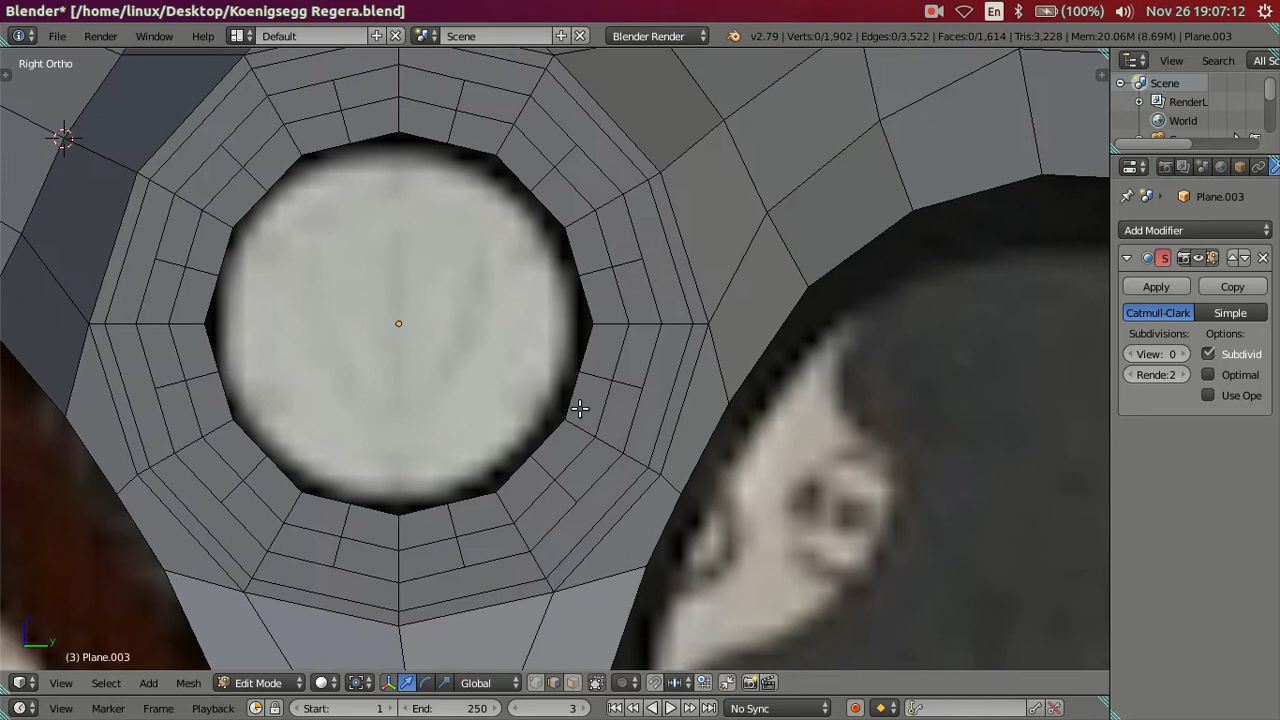 Blender* [/home/linux/Desktop/Koenigsegg Regera.blend] En (100%) Nov 26 19:07:12
File Render Window Help Default Scene Blender Render v2.79 | Verts:0/1,902 | Edges:0/3,522 | Faces:0/1,614 | Tris:3,228 | Mem:20.06M (8.69M) | Plane.003
Right Ortho
View Search All Sc
Scene
RenderL
World
Plane.003
Add Modifier
S
Apply Copy
Catmull-Clark Simple
Subdivisions: Options:
View: 0 Subdivid
Rende:2 Optimal
Use Ope
y
(3) Plane.003
View Select Add Mesh Edit Mode Global
View Marker Frame Playback Start: 1 End: 250 3 No Sync